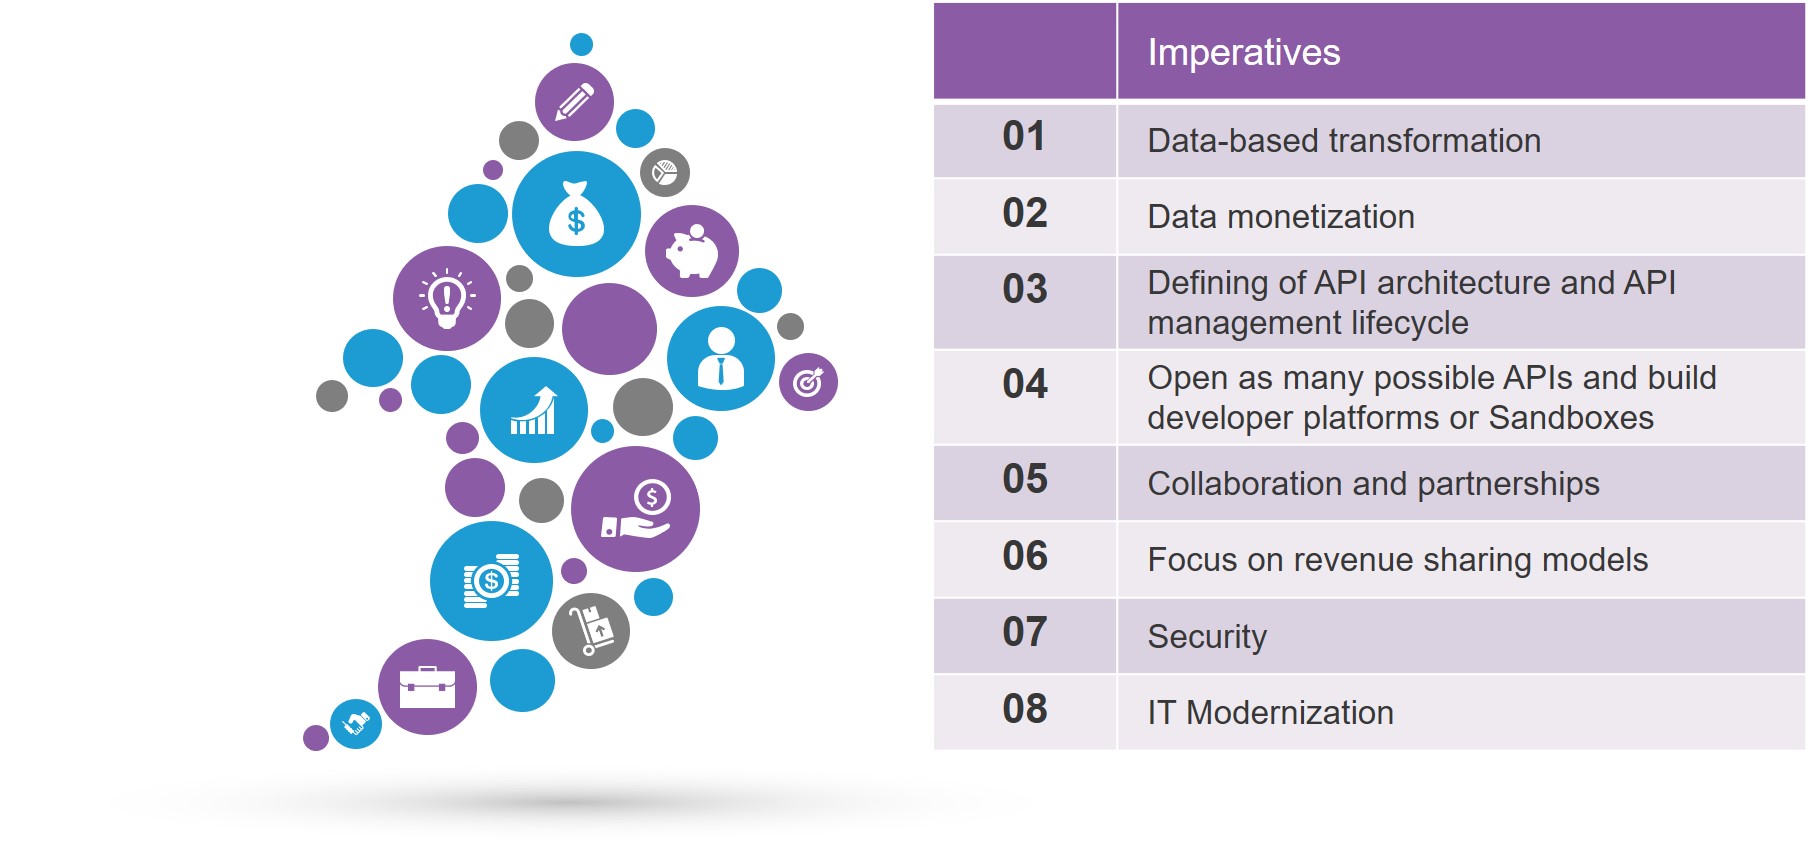 Imperatives
01 Data-based transformation
02 Data monetization
03 Defining of API architecture and API
management lifecycle
04 Open as many possible APIs and build
developer platforms or Sandboxes
05 Collaboration and partnerships
06 Focus on revenue sharing models
07 Security
08 IT Modernization
$
$
$